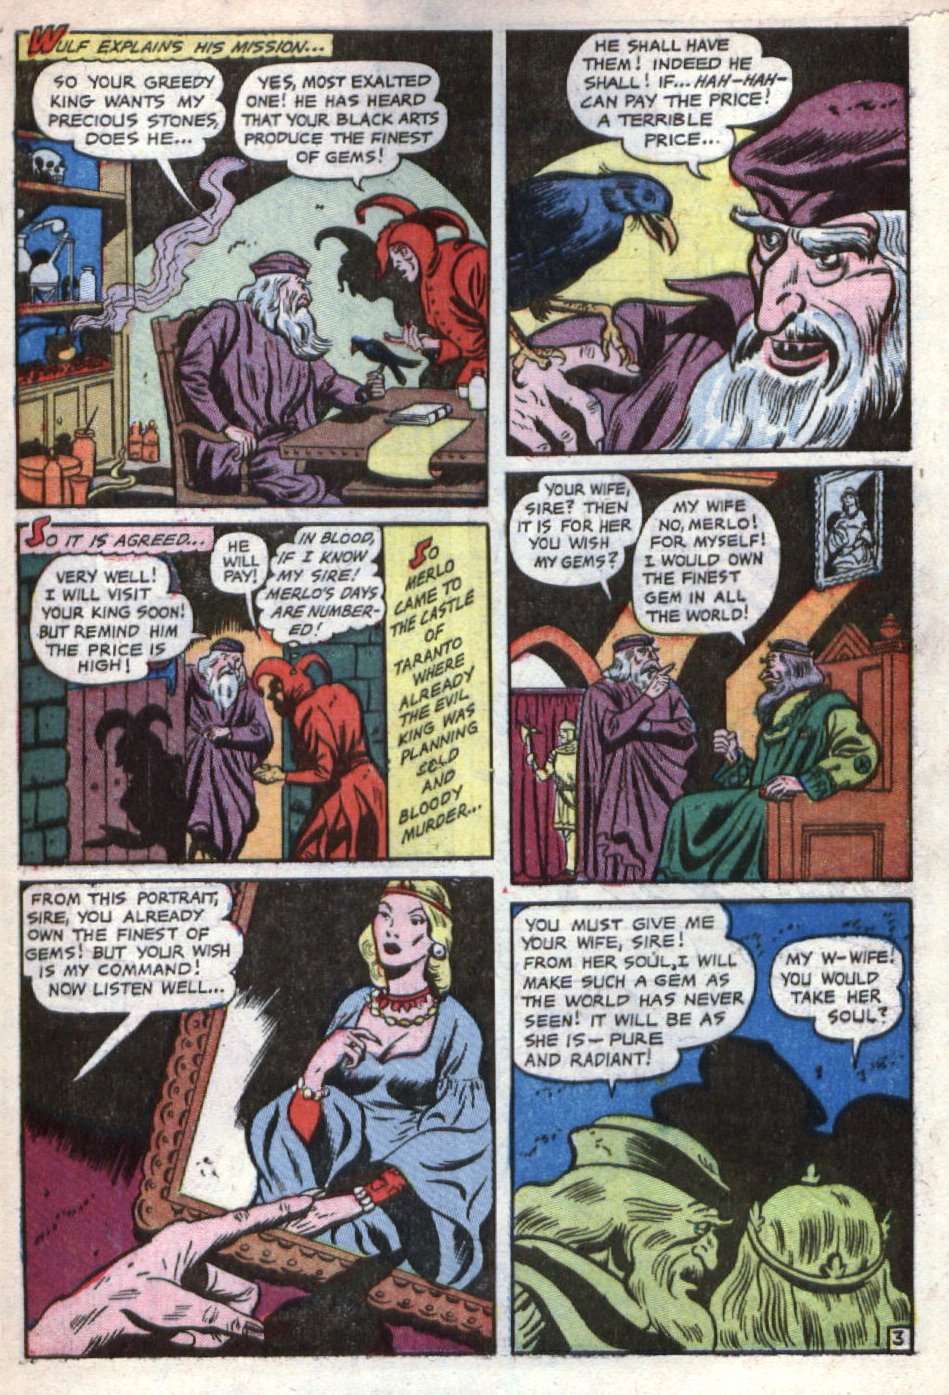 WULF EXPLAINS HIS MISSION...
SO YOUR GREEDY
KING WANTS MY
PRECIOUS STONES,
DOES HE...
YES, MOST EXALTED
ONE! HE HAS HEARD
THAT YOUR BLACK ARTS
PRODUCE THE FINEST
OF GEMS!
HE SHALL HAVE
THEM! INDEED HE
SHALL! IF... HAH-HAH-
CAN PAY THE PRICE!
A TERRIBLE
PRICE...
SO IT IS AGREED...
VERY WELL!
I WILL VISIT
YOUR KING SOON!
BUT REMIND HIM
THE PRICE IS
HIGH!
HE
WILL
PAY!
IN BLOOD,
IF I KNOW
MY SIRE!
MERLO'S DAYS
ARE NUMBER-
ED!
SO
MERLO
CAME TO
THE CASTLE
OF
TARANTO
WHERE
ALREADY
THE EVIL
KING WAS
PLANNING
COLD
AND
BLOODY
MURDER...
YOUR WIFE,
SIRE? THEN
IT IS FOR HER
YOU WISH
MY GEMS?
MY WIFE
NO, MERLO!
FOR MYSELF!
I WOULD OWN
THE FINEST
GEM IN ALL
THE WORLD!
FROM THIS PORTRAIT,
SIRE, YOU ALREADY
OWN THE FINEST OF
GEMS! BUT YOUR WISH
IS MY COMMAND!
NOW LISTEN WELL...
YOU MUST GIVE ME
YOUR WIFE, SIRE!
FROM HER SOUL, I WILL
MAKE SUCH A GEM AS
THE WORLD HAS NEVER
SEEN! IT WILL BE AS
SHE IS - PURE
AND RADIANT!
MY W-WIFE!
YOU WOULD
TAKE HER
SOUL?
3